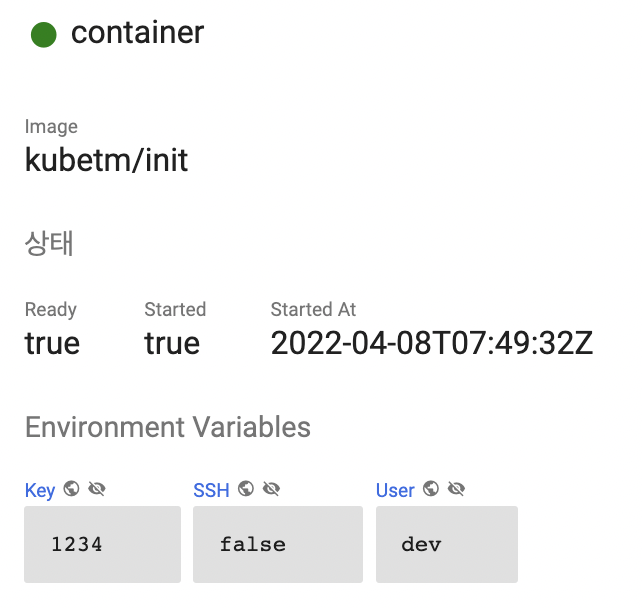 container
Image
kubetm/init
상태
Ready Started Started At
true true 2022-04-08T07:49:32Z
Environment Variables
Key SSH User
1234 false dev